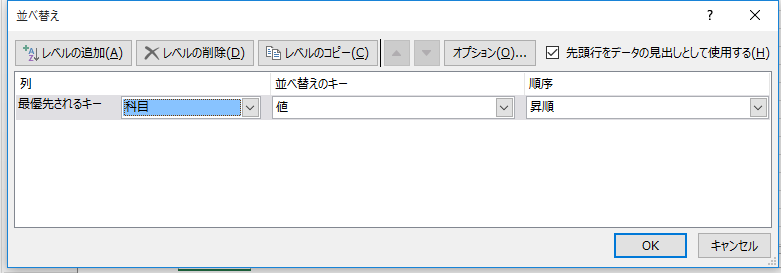 並べ替え
レベルの追加(A) レベルの削除(D) レベルのコピー(C) オプション(O)... 先頭行をデータの見出しとして使用する(H)
列 並べ替えのキー 順序
最優先されるキー 科目 値 昇順
OK キャンセル